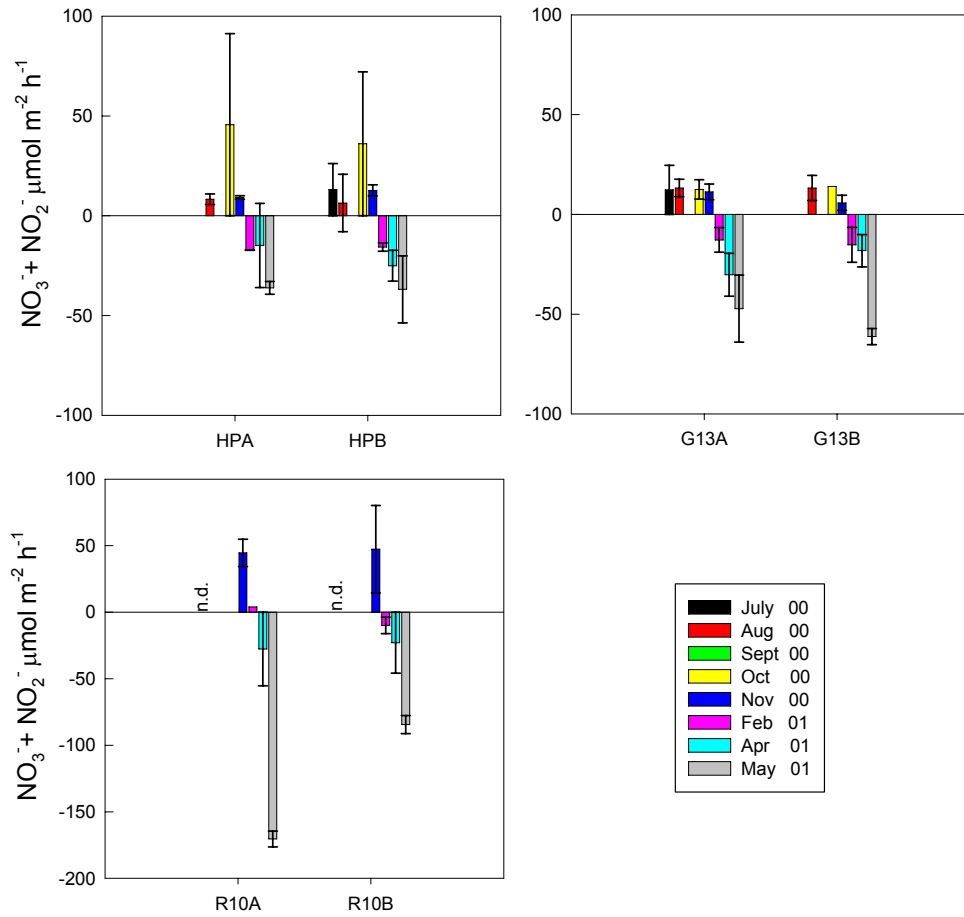 NO₃⁻+ NO₂⁻ μmol m⁻² h⁻¹
100
50
0
-50
-100
HPA HPB
100
50
0
-50
-100
G13A G13B
NO₃⁻+ NO₂⁻ μmol m⁻² h⁻¹
100
50
0
-50
-100
-150
-200
n.d.
n.d.
R10A R10B
July 00
Aug 00
Sept 00
Oct 00
Nov 00
Feb 01
Apr 01
May 01